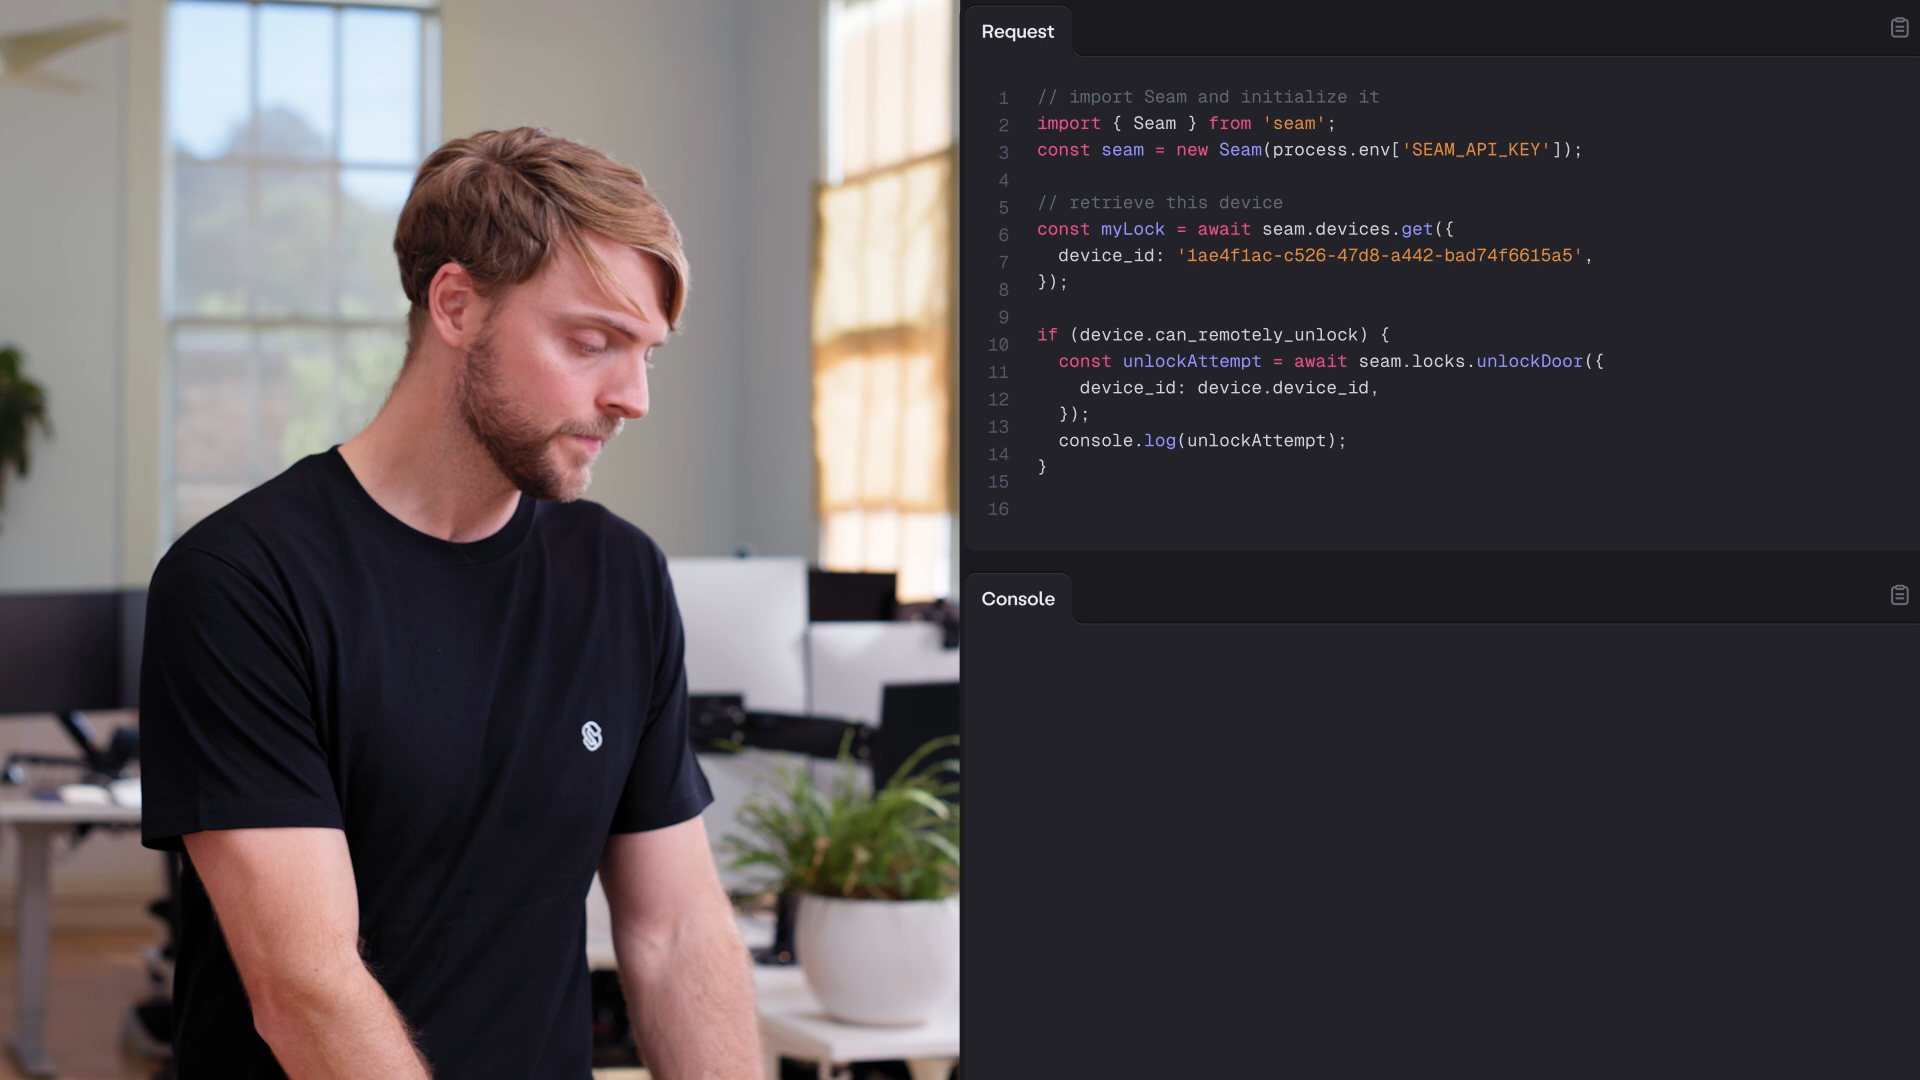 Request
1 // import Seam and initialize it
2 import { Seam } from 'seam';
3 const seam = new Seam(process.env['SEAM_API_KEY']);
4
5 // retrieve this device
6 const myLock = await seam.devices.get({
7 device_id: '1ae4f1ac-c526-47d8-a442-bad74f6615a5',
8 });
9
10 if (device.can_remotely_unlock) {
11 const unlockAttempt = await seam.locks.unlockDoor({
12 device_id: device.device_id,
13 });
14 console.log(unlockAttempt);
15 }
16
Console